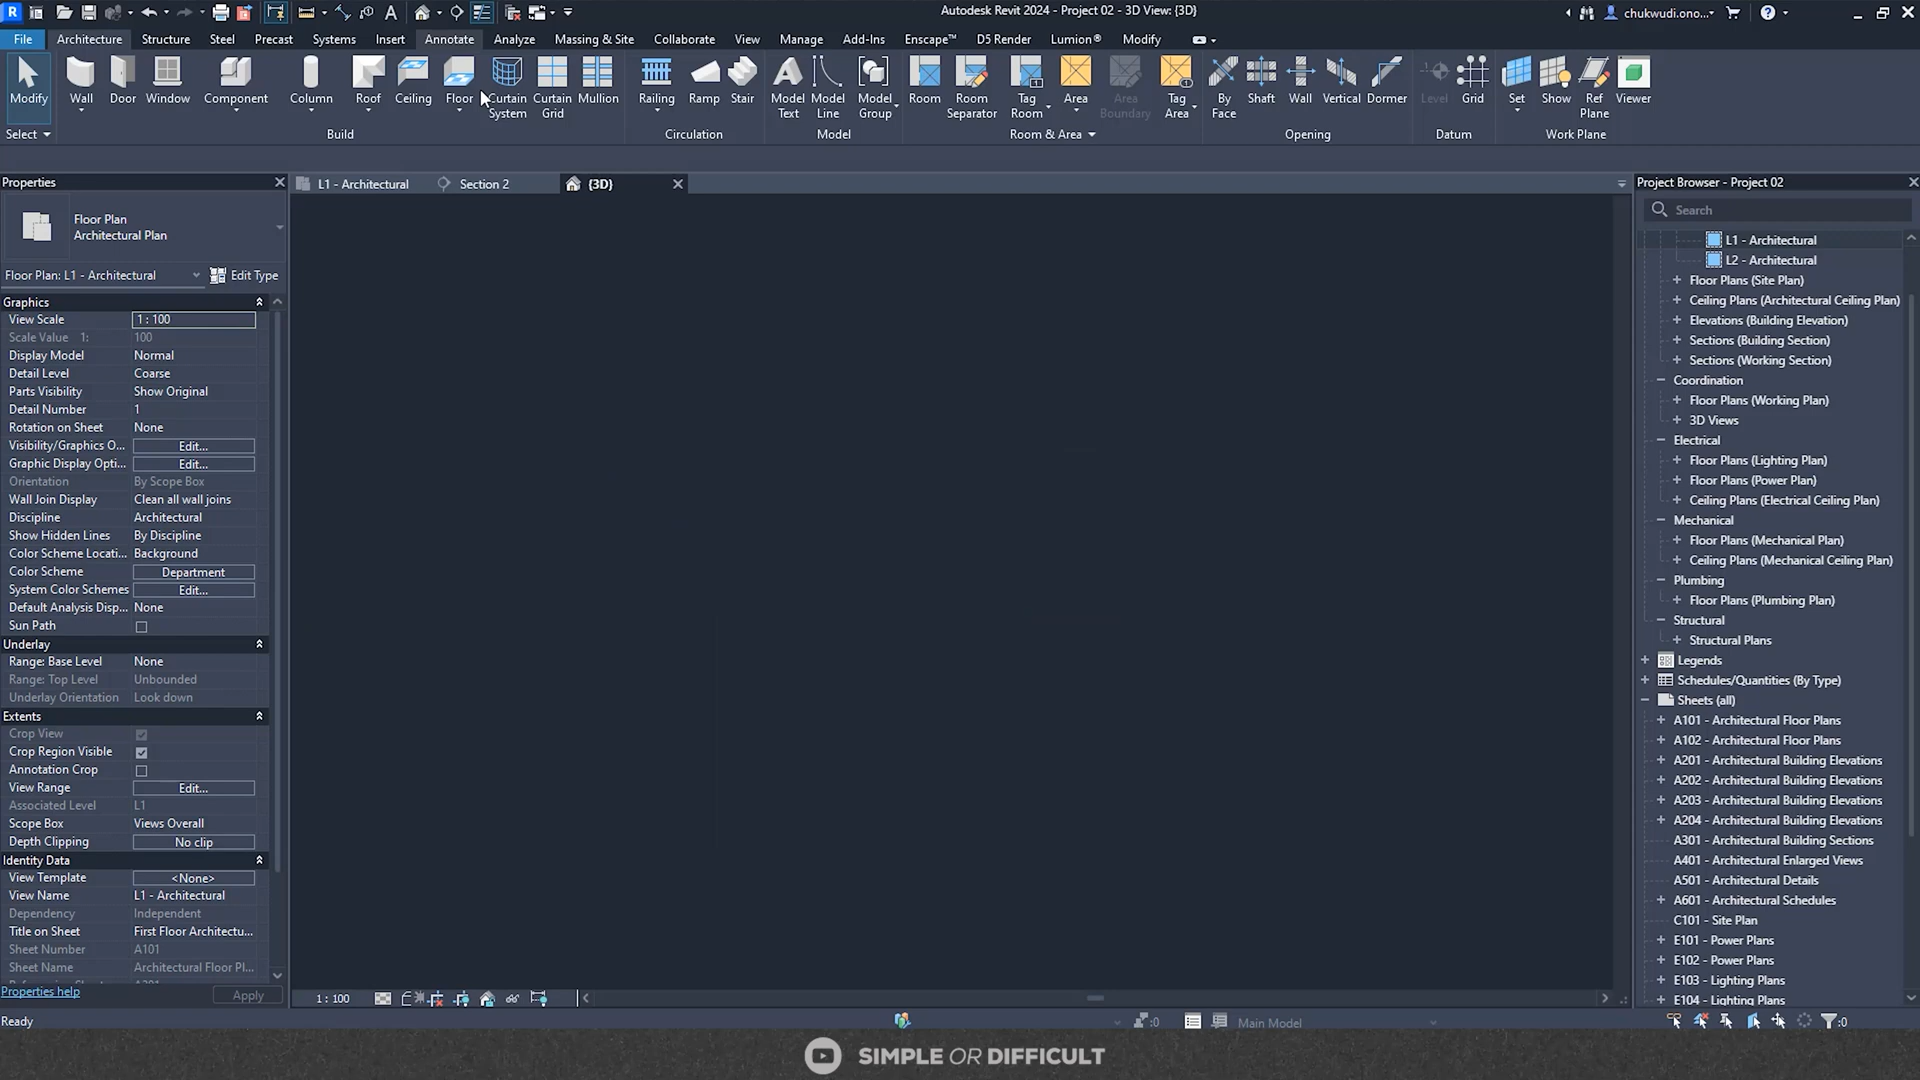 Autodesk Revit 2024 - Project 02 - 3D View: {3D}
chukwudi.ono...
File Architecture Structure Steel Precast Systems Insert Annotate Analyze Massing & Site Collaborate View Manage Add-Ins Enscape™ D5 Render Lumion® Modify
Modify Wall Door Window Component Column Roof Ceiling Floor Curtain System Curtain Grid Mullion Railing Ramp Stair Model Text Model Line Model Group Room Room Separator Tag Room Area Area Boundary Tag Area By Face Shaft Wall Vertical Dormer Level Grid Set Show Ref Plane Viewer
Select Build Circulation Model Room & Area Opening Datum Work Plane
Properties
Floor Plan
Architectural Plan
Floor Plan: L1 - Architectural Edit Type
Graphics
View Scale 1 : 100
Scale Value 1: 100
Display Model Normal
Detail Level Coarse
Parts Visibility Show Original
Detail Number 1
Rotation on Sheet None
Visibility/Graphics O... Edit...
Graphic Display Opti... Edit...
Orientation By Scope Box
Wall Join Display Clean all wall joins
Discipline Architectural
Show Hidden Lines By Discipline
Color Scheme Locati... Background
Color Scheme Department
System Color Schemes Edit...
Default Analysis Disp... None
Sun Path
Underlay
Range: Base Level None
Range: Top Level Unbounded
Underlay Orientation Look down
Extents
Crop View
Crop Region Visible
Annotation Crop
View Range Edit...
Associated Level L1
Scope Box Views Overall
Depth Clipping No clip
Identity Data
View Template <None>
View Name L1 - Architectural
Dependency Independent
Title on Sheet First Floor Architectu...
Sheet Number A101
Sheet Name Architectural Floor Pl...
Properties help Apply
Ready
L1 - Architectural Section 2 {3D}
1 : 100
:0 Main Model
Project Browser - Project 02
Search
L1 - Architectural
L2 - Architectural
Floor Plans (Site Plan)
Ceiling Plans (Architectural Ceiling Plan)
Elevations (Building Elevation)
Sections (Building Section)
Sections (Working Section)
Coordination
Floor Plans (Working Plan)
3D Views
Electrical
Floor Plans (Lighting Plan)
Floor Plans (Power Plan)
Ceiling Plans (Electrical Ceiling Plan)
Mechanical
Floor Plans (Mechanical Plan)
Ceiling Plans (Mechanical Ceiling Plan)
Plumbing
Floor Plans (Plumbing Plan)
Structural
Structural Plans
Legends
Schedules/Quantities (By Type)
Sheets (all)
A101 - Architectural Floor Plans
A102 - Architectural Floor Plans
A201 - Architectural Building Elevations
A202 - Architectural Building Elevations
A203 - Architectural Building Elevations
A204 - Architectural Building Elevations
A301 - Architectural Building Sections
A401 - Architectural Enlarged Views
A501 - Architectural Details
A601 - Architectural Schedules
C101 - Site Plan
E101 - Power Plans
E102 - Power Plans
E103 - Lighting Plans
E104 - Lighting Plans
:0
SIMPLE OR DIFFICULT